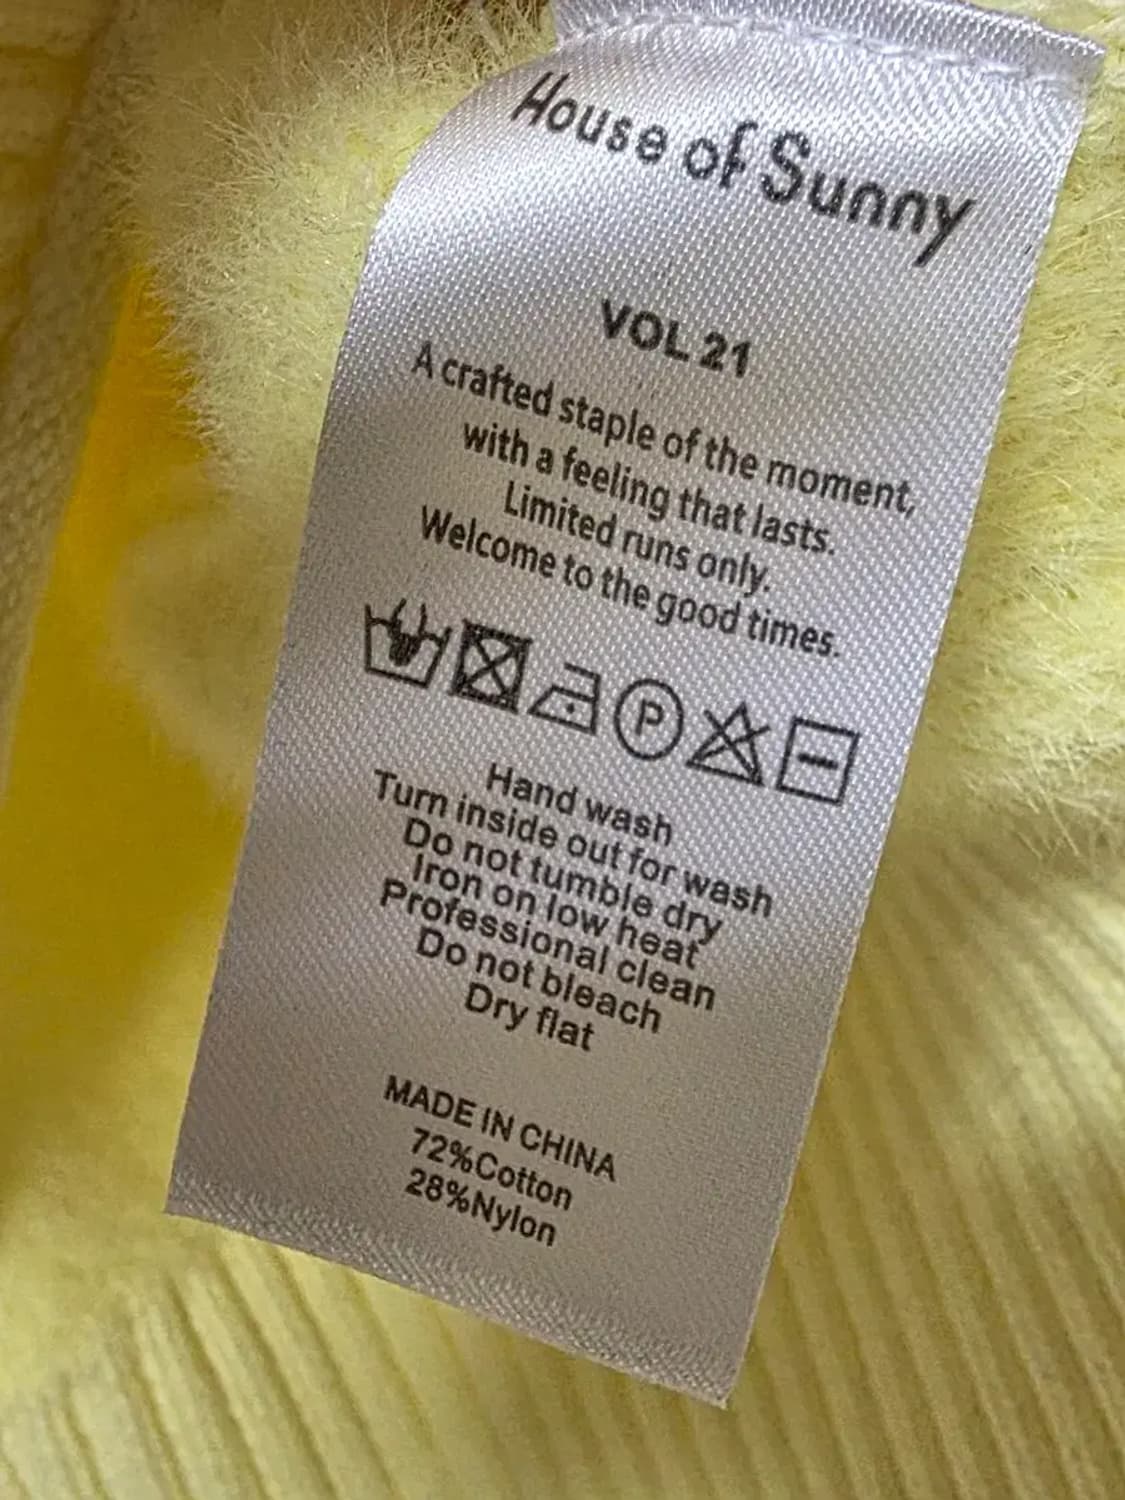 House of Sunny
VOL 21
A crafted staple of the moment,
with a feeling that lasts.
Limited runs only.
Welcome to the good times.
P
Hand wash
Turn inside out for wash
Do not tumble dry
Iron on low heat
Professional clean
Do not bleach
Dry flat
MADE IN CHINA
72%Cotton
28%Nylon